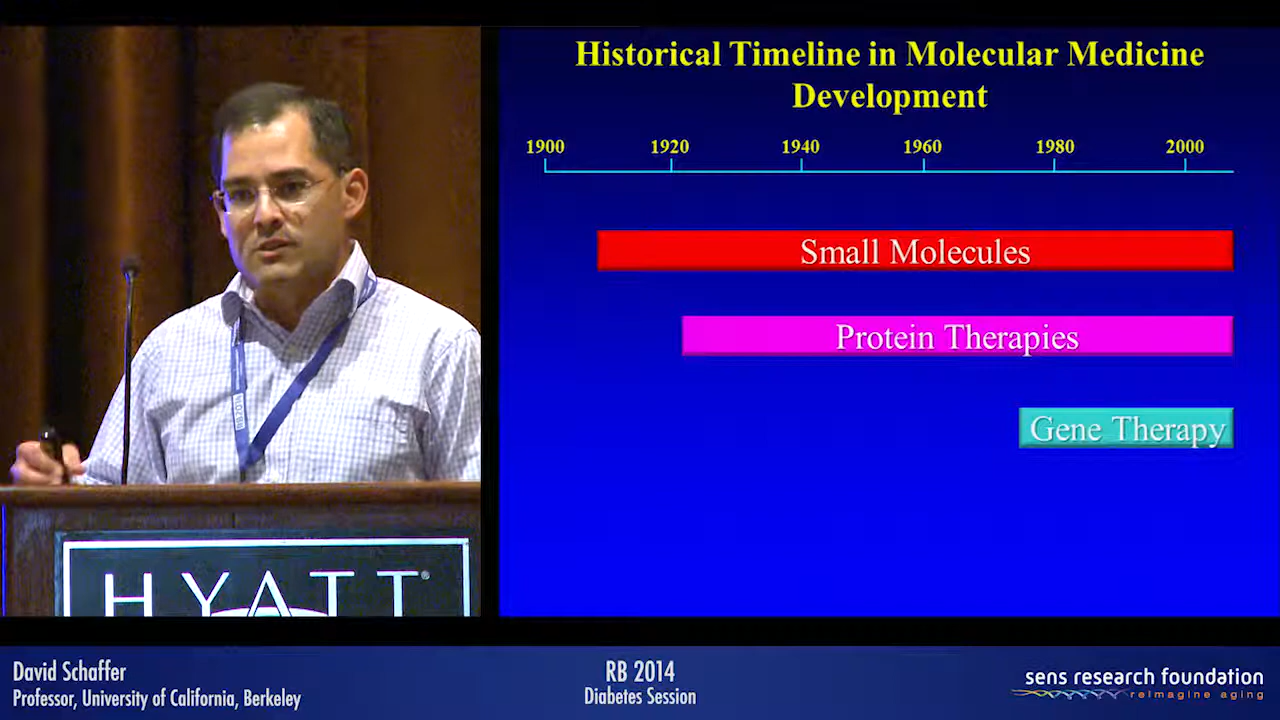 Historical Timeline in Molecular Medicine
Development
1900 1920 1940 1960 1980 2000
Small Molecules
Protein Therapies
Gene Therapy
HYATT®
David Schaffer
Professor, University of California, Berkeley
RB 2014
Diabetes Session
sens research foundation
reimagine aging